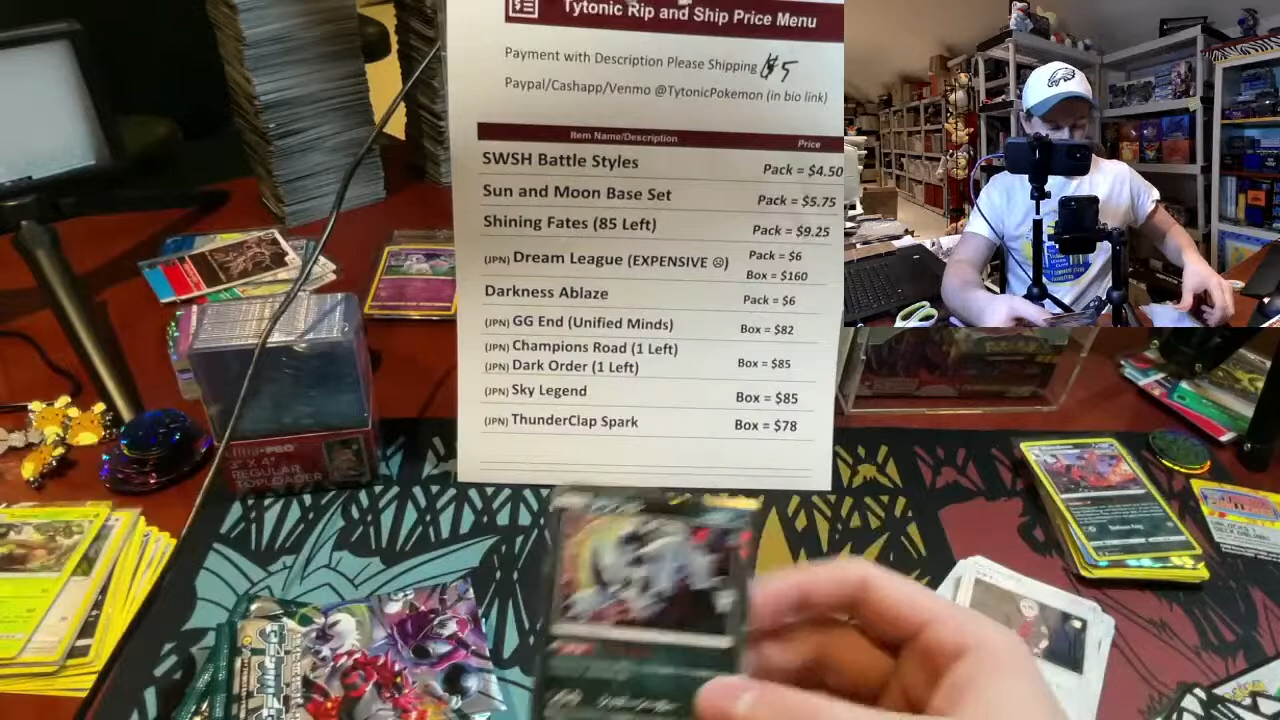 Tytonic Rip and Ship Price Menu
Payment with Description Please Shipping $5
Paypal/Cashapp/Venmo @TytonicPokemon (in bio link)
Item Name/Description Price
SWSH Battle Styles Pack = $4.50
Sun and Moon Base Set Pack = $5.75
Shining Fates (85 Left) Pack = $9.25
(JPN) Dream League (EXPENSIVE ☹) Pack = $6
Box = $160
Darkness Ablaze Pack = $6
(JPN) GG End (Unified Minds) Box = $82
(JPN) Champions Road (1 Left)
(JPN) Dark Order (1 Left) Box = $85
(JPN) Sky Legend Box = $85
(JPN) ThunderClap Spark Box = $78
3" X 4"
REGULAR
TOPLOADER